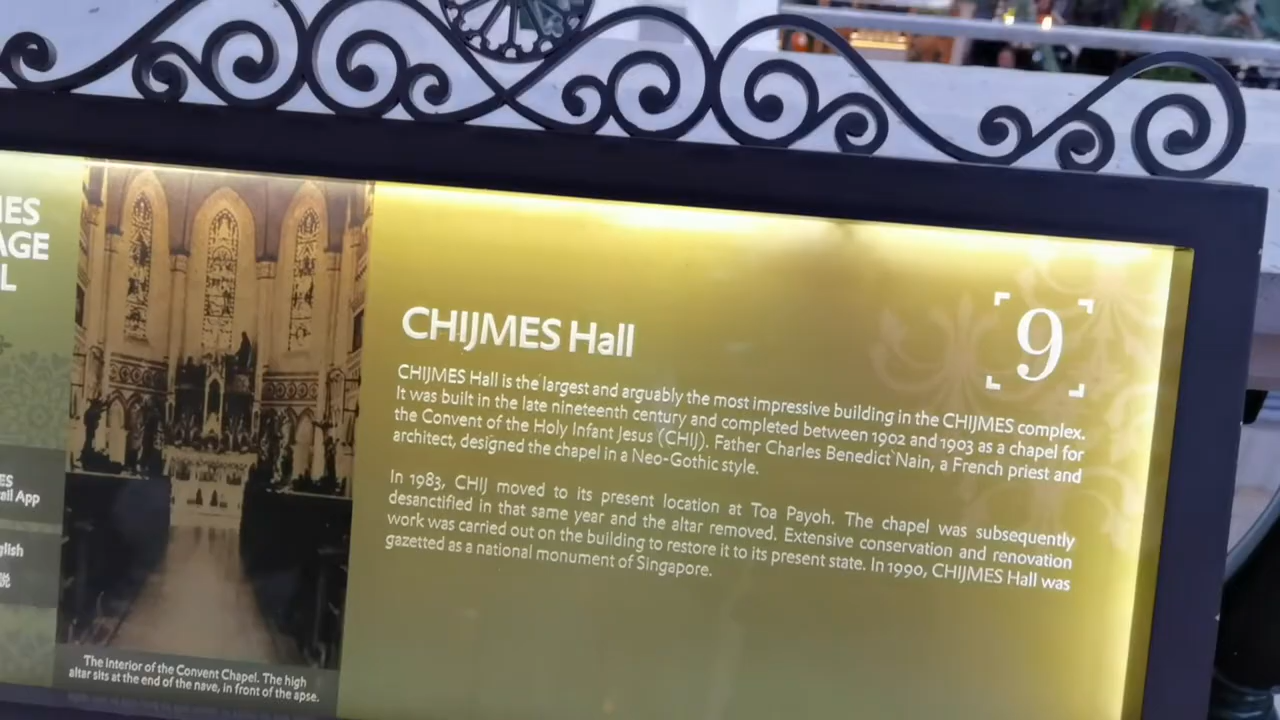 IES
AGE
L
ES
ail App
glish
The interior of the Convent Chapel. The high
altar sits at the end of the nave, in front of the apse.
CHIJMES Hall
9
CHIJMES Hall is the largest and arguably the most impressive building in the CHIJMES complex.
It was built in the late nineteenth century and completed between 1902 and 1903 as a chapel for
the Convent of the Holy Infant Jesus (CHIJ). Father Charles Benedict Nain, a French priest and
architect, designed the chapel in a Neo-Gothic style.
In 1983, CHIJ moved to its present location at Toa Payoh. The chapel was subsequently
desanctified in that same year and the altar removed. Extensive conservation and renovation
work was carried out on the building to restore it to its present state. In 1990, CHIJMES Hall was
gazetted as a national monument of Singapore.